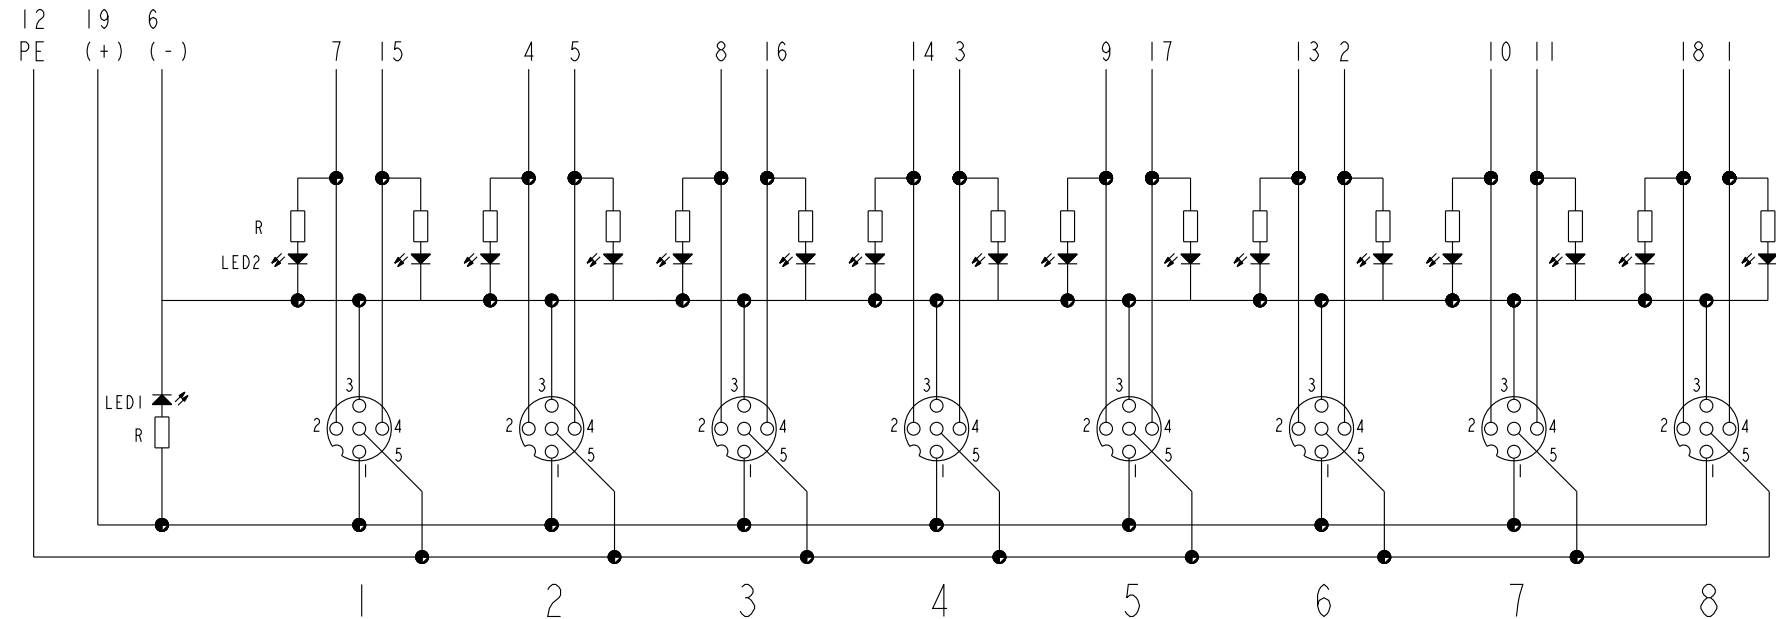 12 19 6
PE (+) (-) 7 15 4 5 8 16 14 3 9 17 13 2 10 11 18 1
R
LED2
3 3 3 3 3 3 3 3
LED1
2 4 2 4 2 4 2 4 2 4 2 4 2 4 2 4
R
5 5 5 5 5 5 5 5
1 1 1 1 1 1 1 1
1 2 3 4 5 6 7 8